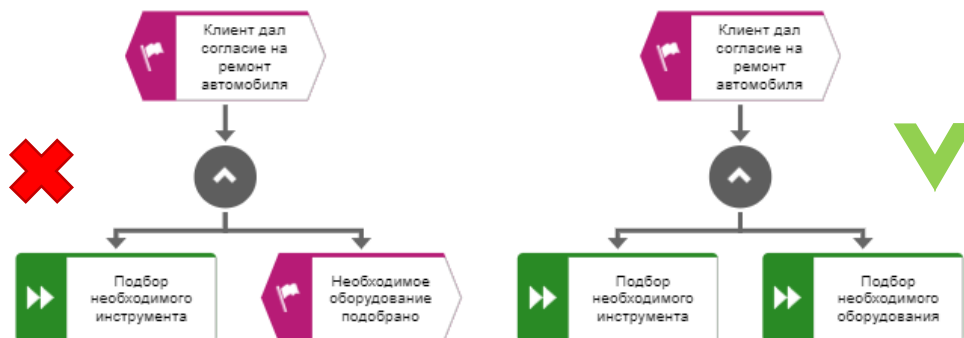 Клиент дал
согласие на
ремонт
автомобиля
Клиент дал
согласие на
ремонт
автомобиля
Подбор
необходимого
инструмента
Необходимое
оборудование
подобрано
Подбор
необходимого
инструмента
Подбор
необходимого
оборудования